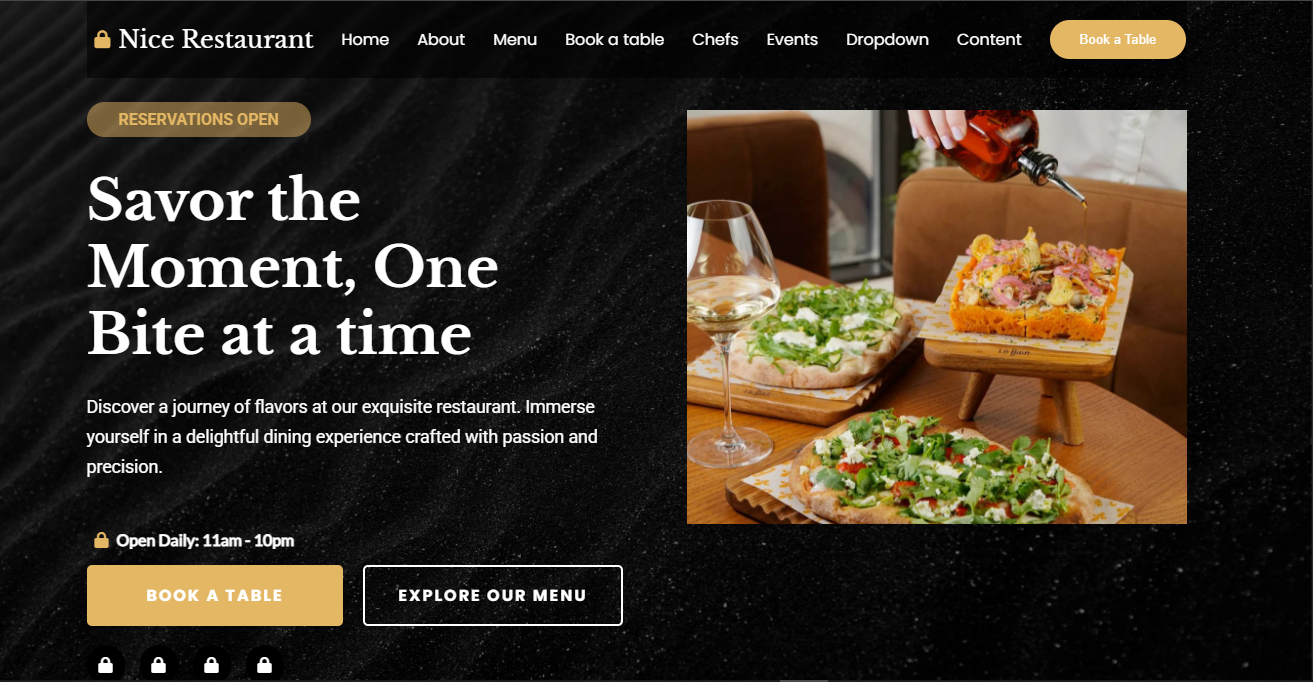 Nice Restaurant
Home
About
Menu
Book a table
Chefs
Events
Dropdown
Content
Book a Table
RESERVATIONS OPEN
Savor the
Moment, One
Bite at a time
Discover a journey of flavors at our exquisite restaurant. Immerse
yourself in a delightful dining experience crafted with passion and
precision.
Open Daily: 11am - 10pm
BOOK A TABLE
EXPLORE OUR MENU